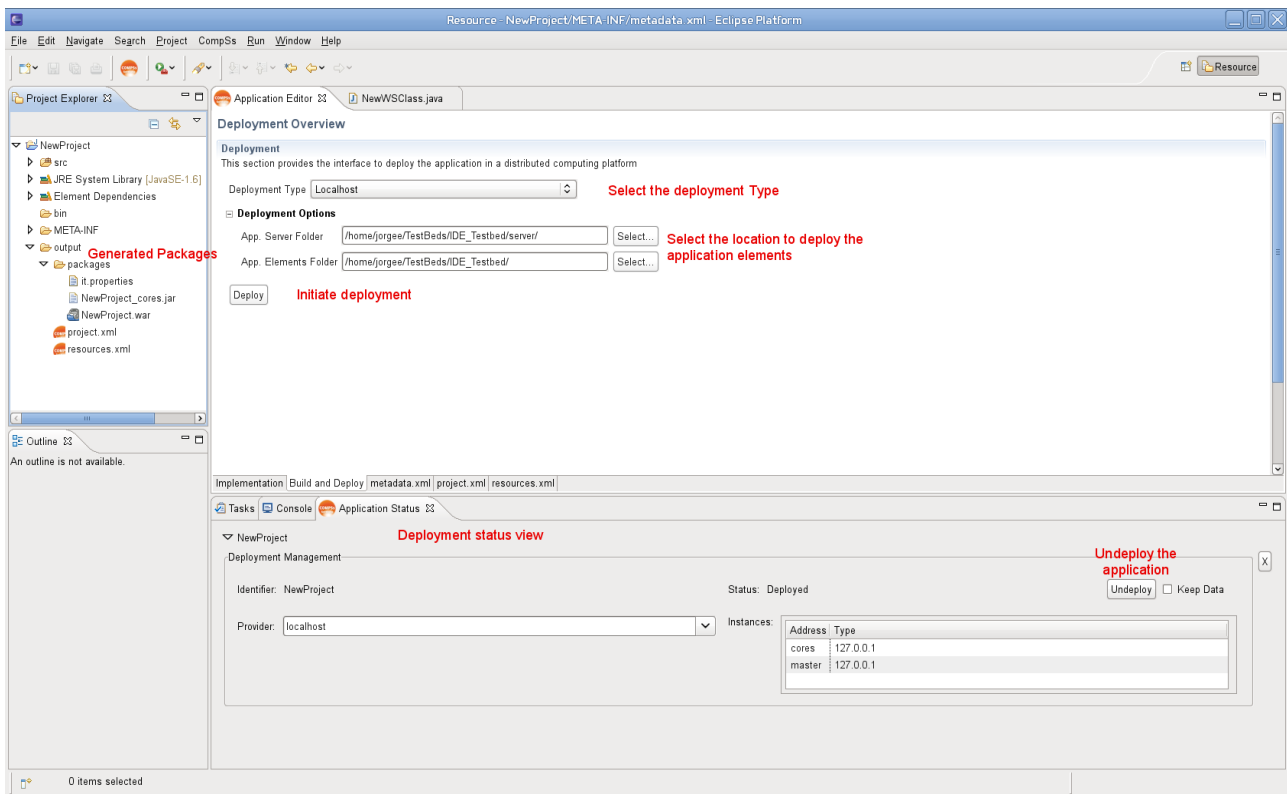 Resource - NewProject/META-INF/metadata.xml - Eclipse Platform
File Edit Navigate Search Project CompSs Run Window Help
Resource
Project Explorer
NewProject
src
JRE System Library [JavaSE-1.6]
Element Dependencies
bin
META-INF
output
Generated Packages
packages
it.properties
NewProject_cores.jar
NewProject.war
project.xml
resources.xml
Outline
An outline is not available.
Application Editor NewWSClass.java
Deployment Overview
Deployment
This section provides the interface to deploy the application in a distributed computing platform
Deployment Type Localhost Select the deployment Type
Deployment Options
App. Server Folder /home/jorgee/TestBeds/IDE_Testbed/server/ Select...
App. Elements Folder /home/jorgee/TestBeds/IDE_Testbed/ Select...
Select the location to deploy the
application elements
Deploy Initiate deployment
Implementation Build and Deploy metadata.xml project.xml resources.xml
Tasks Console Application Status
NewProject
Deployment status view
Deployment Management
Undeploy the
application
X
Identifier: NewProject Status: Deployed Undeploy Keep Data
Provider: localhost Instances:
Address Type
cores 127.0.0.1
master 127.0.0.1
0 items selected